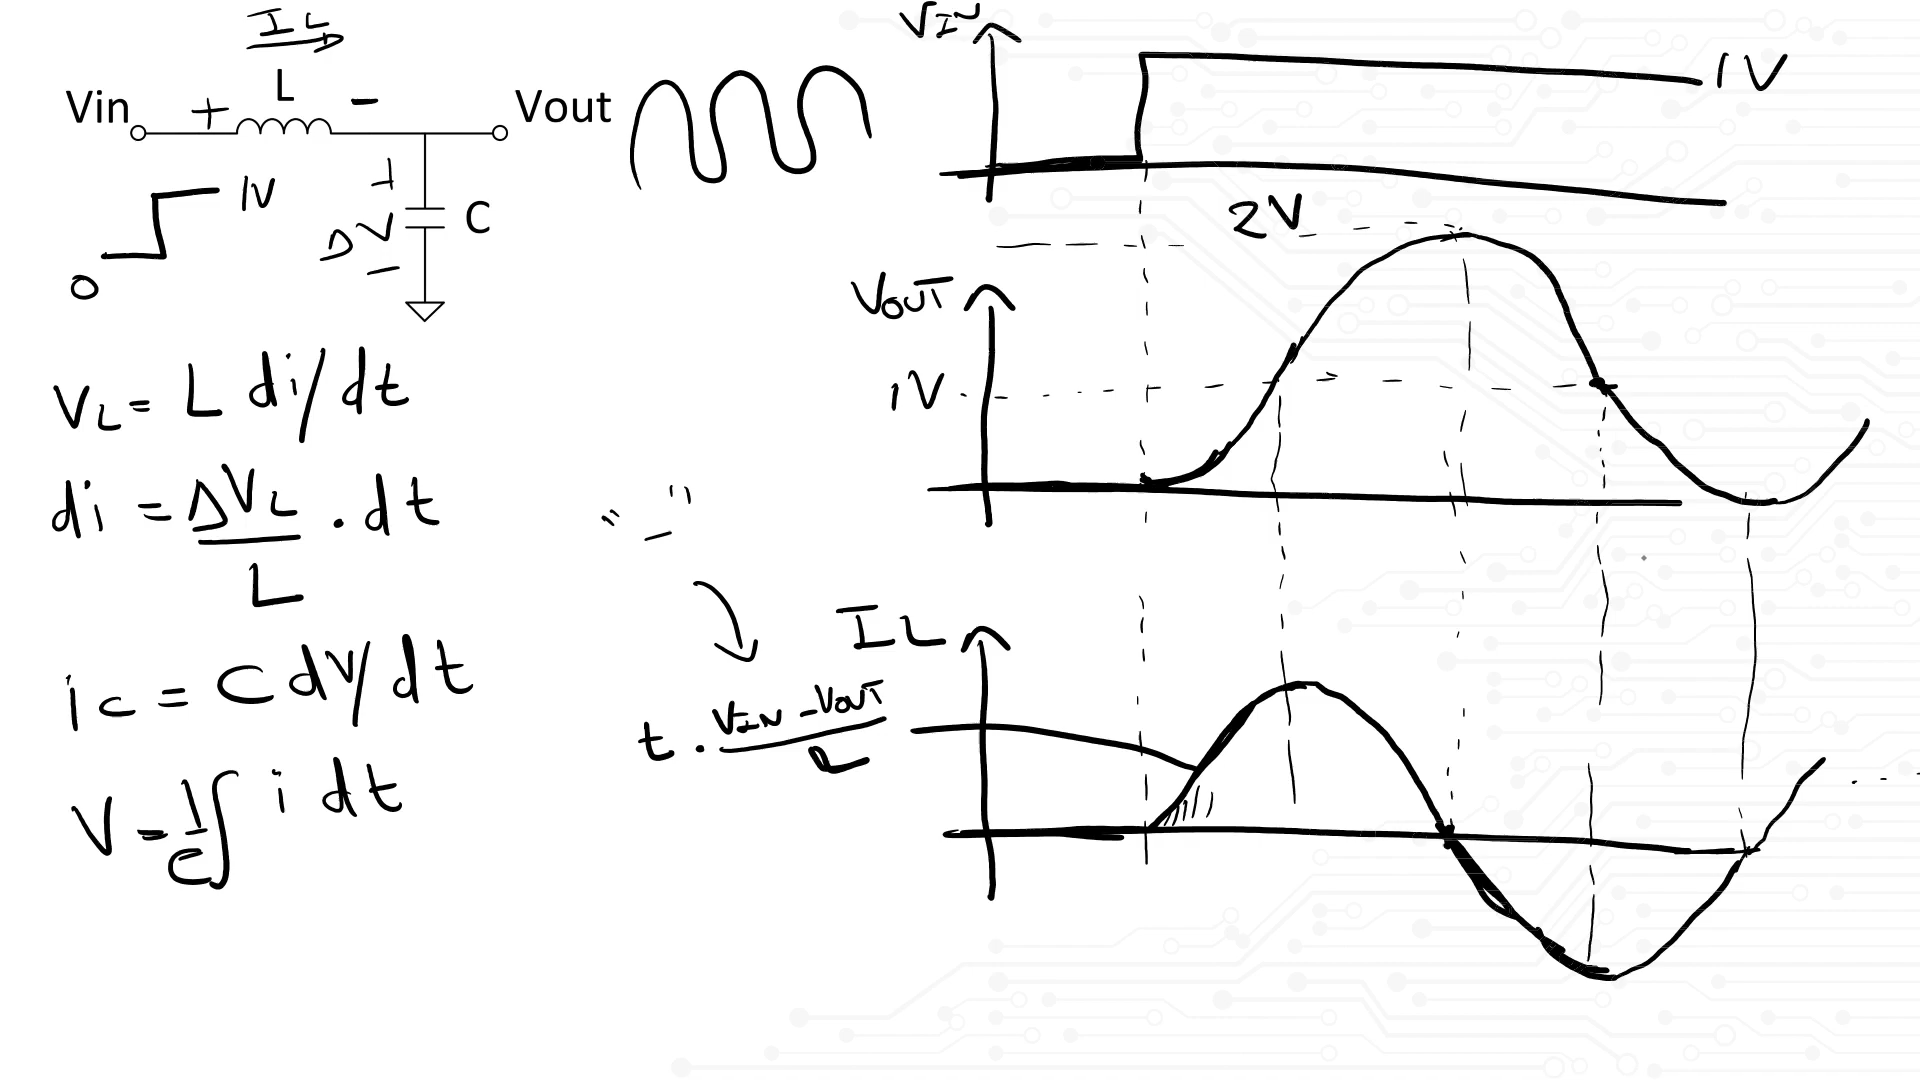 IL
L
Vin + - Vout
+
1V
ΔV C
-
0
VL = L di/dt
di = ΔVL/L . dt
ic = C dV/dt
V = 1/C ∫ i dt
VIN
1V
2V
VOUT
1V
IL
t . VIN - VOUT / L